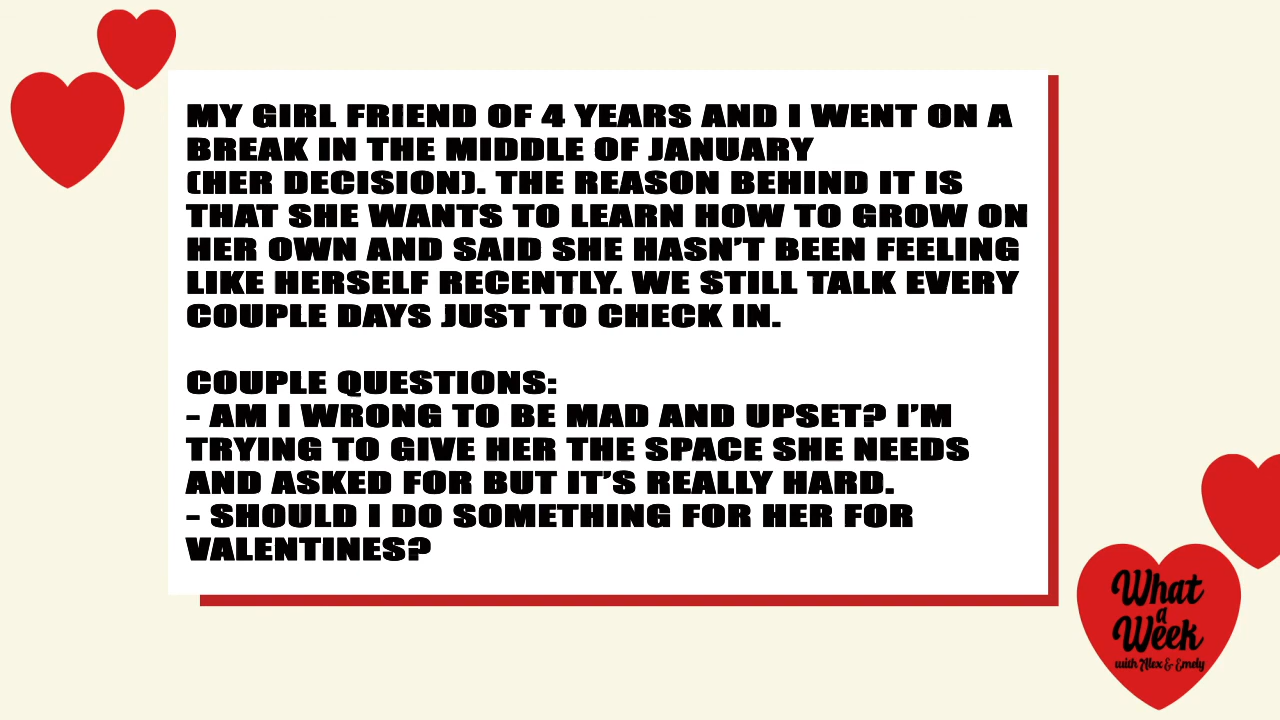 MY GIRL FRIEND OF 4 YEARS AND I WENT ON A
BREAK IN THE MIDDLE OF JANUARY
(HER DECISION). THE REASON BEHIND IT IS
THAT SHE WANTS TO LEARN HOW TO GROW ON
HER OWN AND SAID SHE HASN'T BEEN FEELING
LIKE HERSELF RECENTLY. WE STILL TALK EVERY
COUPLE DAYS JUST TO CHECK IN.
COUPLE QUESTIONS:
- AM I WRONG TO BE MAD AND UPSET? I'M
TRYING TO GIVE HER THE SPACE SHE NEEDS
AND ASKED FOR BUT IT'S REALLY HARD.
- SHOULD I DO SOMETHING FOR HER FOR
VALENTINES?
What
a
Week
with Alex & Emely